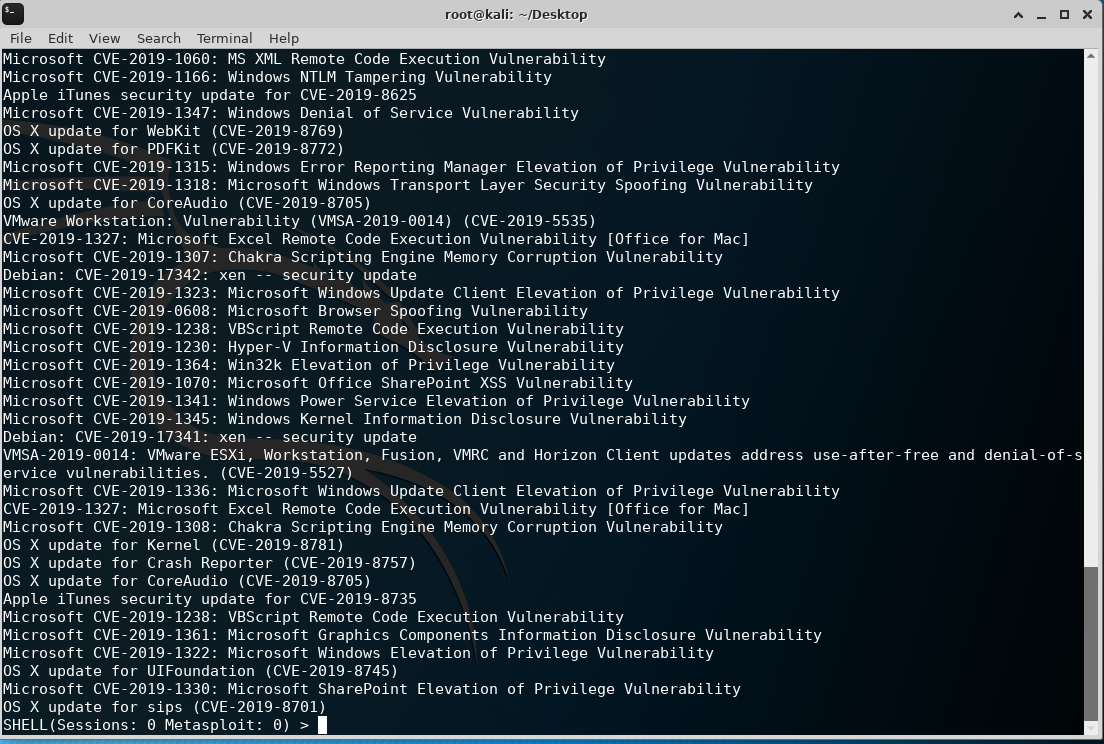 root@kali: ~/Desktop
File Edit View Search Terminal Help
Microsoft CVE-2019-1060: MS XML Remote Code Execution Vulnerability
Microsoft CVE-2019-1166: Windows NTLM Tampering Vulnerability
Apple iTunes security update for CVE-2019-8625
Microsoft CVE-2019-1347: Windows Denial of Service Vulnerability
OS X update for WebKit (CVE-2019-8769)
OS X update for PDFKit (CVE-2019-8772)
Microsoft CVE-2019-1315: Windows Error Reporting Manager Elevation of Privilege Vulnerability
Microsoft CVE-2019-1318: Microsoft Windows Transport Layer Security Spoofing Vulnerability
OS X update for CoreAudio (CVE-2019-8705)
VMware Workstation: Vulnerability (VMSA-2019-0014) (CVE-2019-5535)
CVE-2019-1327: Microsoft Excel Remote Code Execution Vulnerability [Office for Mac]
Microsoft CVE-2019-1307: Chakra Scripting Engine Memory Corruption Vulnerability
Debian: CVE-2019-17342: xen -- security update
Microsoft CVE-2019-1323: Microsoft Windows Update Client Elevation of Privilege Vulnerability
Microsoft CVE-2019-0608: Microsoft Browser Spoofing Vulnerability
Microsoft CVE-2019-1238: VBScript Remote Code Execution Vulnerability
Microsoft CVE-2019-1230: Hyper-V Information Disclosure Vulnerability
Microsoft CVE-2019-1364: Win32k Elevation of Privilege Vulnerability
Microsoft CVE-2019-1070: Microsoft Office SharePoint XSS Vulnerability
Microsoft CVE-2019-1341: Windows Power Service Elevation of Privilege Vulnerability
Microsoft CVE-2019-1345: Windows Kernel Information Disclosure Vulnerability
Debian: CVE-2019-17341: xen -- security update
VMSA-2019-0014: VMware ESXi, Workstation, Fusion, VMRC and Horizon Client updates address use-after-free and denial-of-s
ervice vulnerabilities. (CVE-2019-5527)
Microsoft CVE-2019-1336: Microsoft Windows Update Client Elevation of Privilege Vulnerability
CVE-2019-1327: Microsoft Excel Remote Code Execution Vulnerability [Office for Mac]
Microsoft CVE-2019-1308: Chakra Scripting Engine Memory Corruption Vulnerability
OS X update for Kernel (CVE-2019-8781)
OS X update for Crash Reporter (CVE-2019-8757)
OS X update for CoreAudio (CVE-2019-8705)
Apple iTunes security update for CVE-2019-8735
Microsoft CVE-2019-1238: VBScript Remote Code Execution Vulnerability
Microsoft CVE-2019-1361: Microsoft Graphics Components Information Disclosure Vulnerability
Microsoft CVE-2019-1322: Microsoft Windows Elevation of Privilege Vulnerability
OS X update for UIFoundation (CVE-2019-8745)
Microsoft CVE-2019-1330: Microsoft SharePoint Elevation of Privilege Vulnerability
OS X update for sips (CVE-2019-8701)
SHELL(Sessions: 0 Metasploit: 0) >